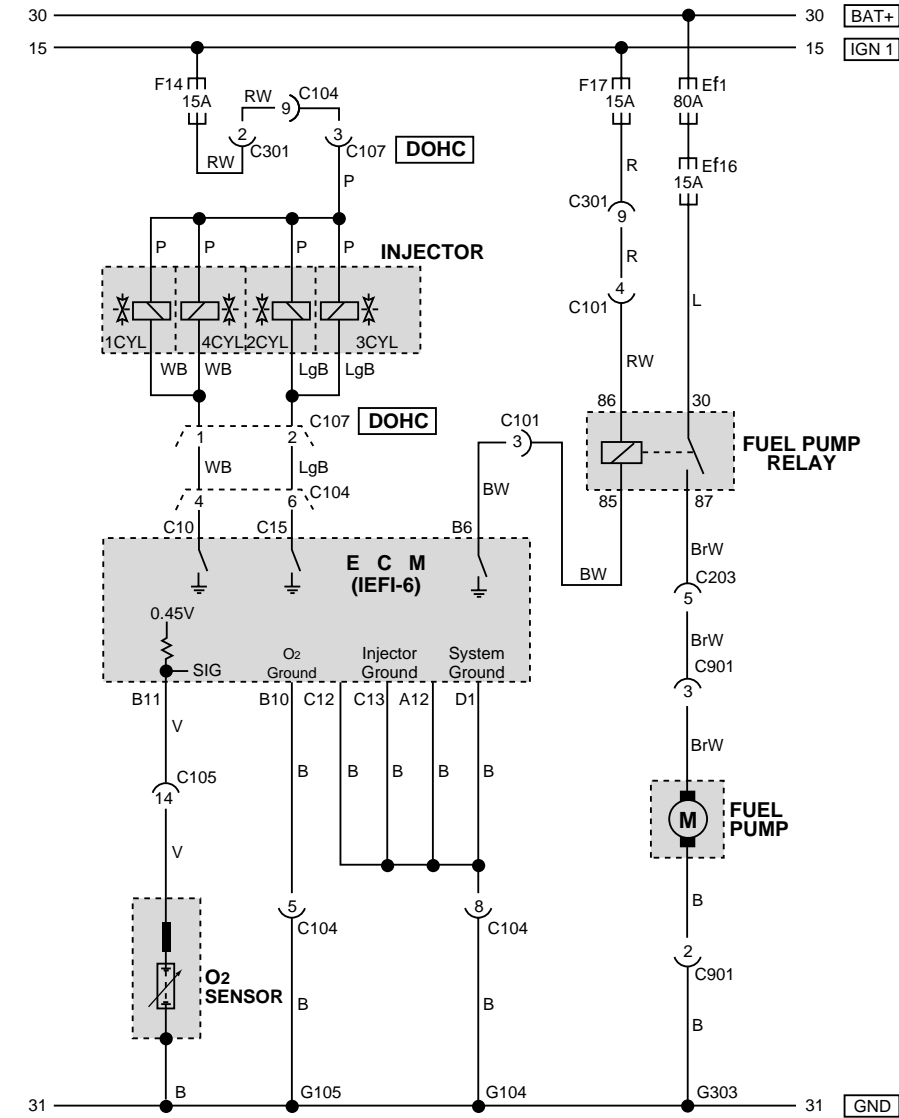 30 30 BAT+
15 15 IGN 1
F14 15A RW 9 C104 F17 15A Ef1 80A
2 C301 3 C107 DOHC
RW
P R Ef16 15A
C301 9
P P P P INJECTOR R
4 C101 L
1CYL 4CYL 2CYL 3CYL
WB WB LgB LgB RW
86 30
C107 DOHC C101
1 2 3 FUEL PUMP
RELAY
WB LgB BW
C104 85 87
4 6
C10 C15 B6 BrW
E C M
(IEFI-6) BW C203
5
0.45V
BrW
SIG O2
Ground Injector
Ground System
Ground C901
3
B11 B10 C12 C13 A12 D1
V BrW
C105 B B B B B
14 M FUEL
PUMP
V
B
5 8
C104 C104 2
C901
O2
SENSOR
B B B
B G105 G104 G303
31 31 GND